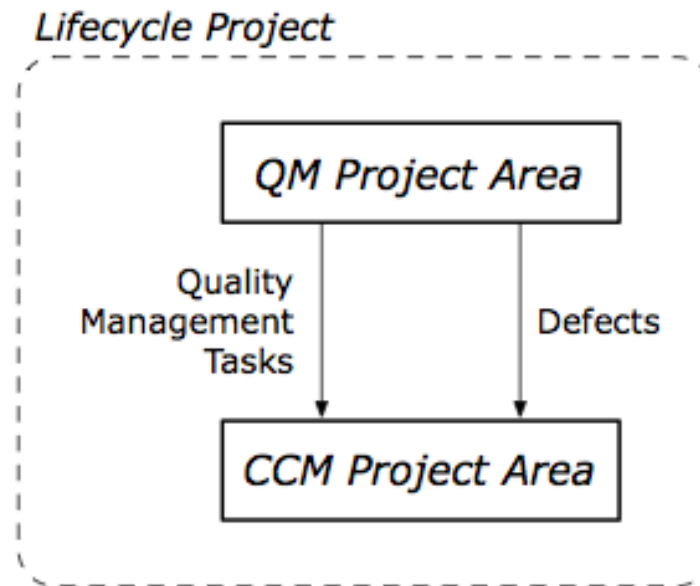 Lifecycle Project
QM Project Area
Quality
Management
Tasks
Defects
CCM Project Area